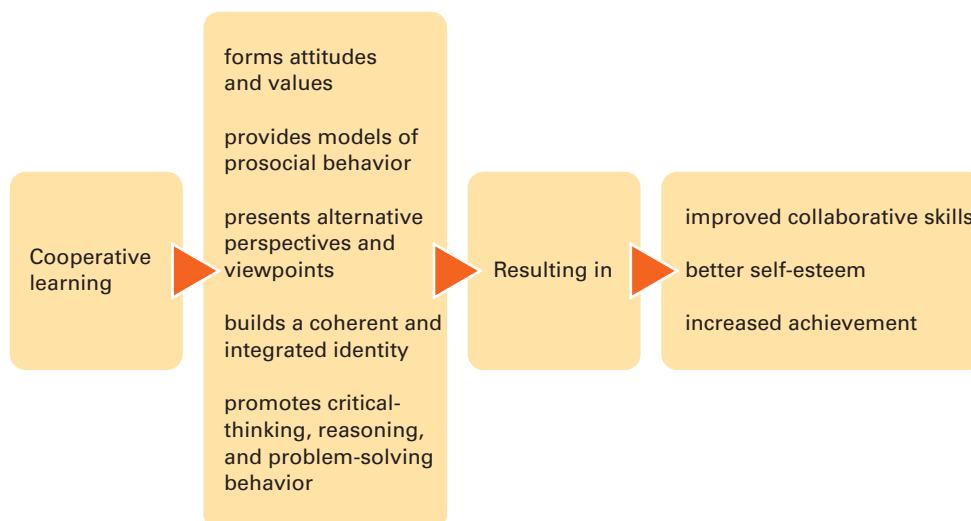 Cooperative
learning
forms attitudes
and values
provides models of
prosocial behavior
presents alternative
perspectives and
viewpoints
builds a coherent and
integrated identity
promotes critical-
thinking, reasoning,
and problem-solving
behavior
Resulting in
improved collaborative skills
better self-esteem
increased achievement